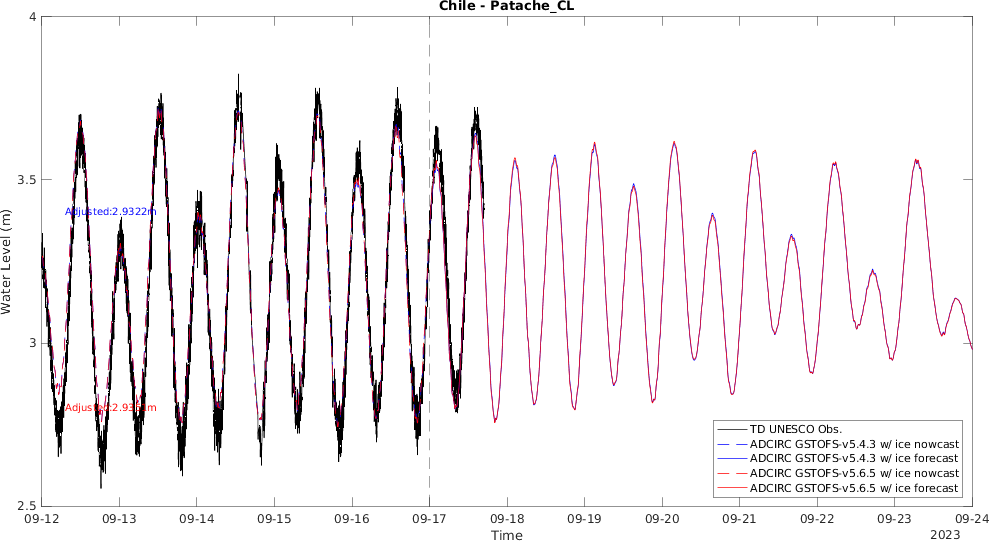 Chile - Patache_CL
4
3.5
3
2.5
Water Level (m)
Adjusted:2.9322m
TD UNESCO Obs.
ADCIRC GSTOFS-v5.4.3 w/ ice nowcast
ADCIRC GSTOFS-v5.4.3 w/ ice forecast
ADCIRC GSTOFS-v5.6.5 w/ ice nowcast
ADCIRC GSTOFS-v5.6.5 w/ ice forecast
09-12 09-13 09-14 09-15 09-16 09-17 09-18 09-19 09-20 09-21 09-22 09-23 09-24
Time
2023